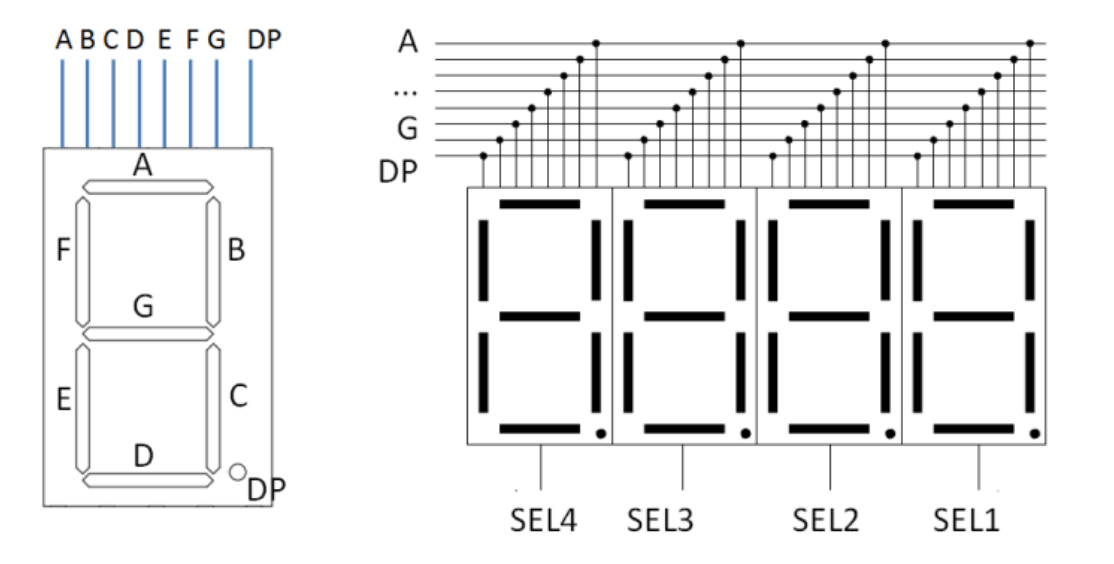 A B C D E F G DP
A
F
B
G
E
C
D
DP
A
...
G
DP
SEL4 SEL3 SEL2 SEL1